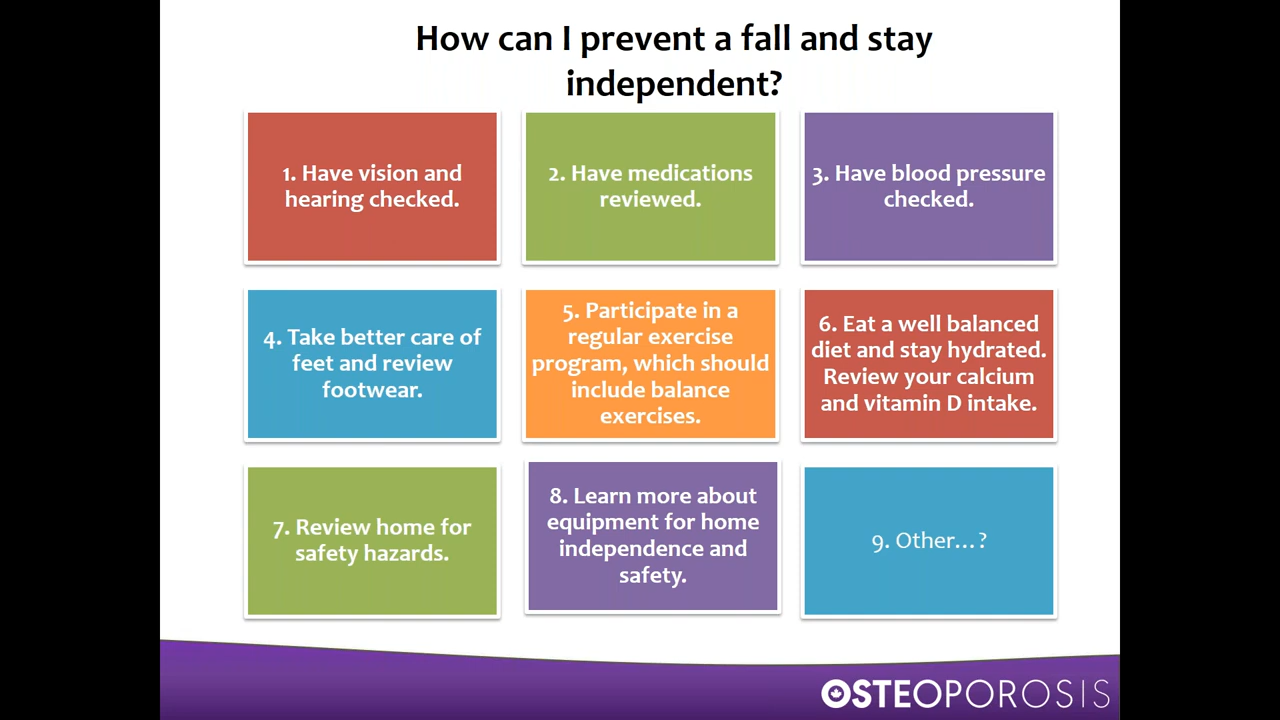 How can I prevent a fall and stay
independent?
1. Have vision and
hearing checked.
2. Have medications
reviewed.
3. Have blood pressure
checked.
4. Take better care of
feet and review
footwear.
5. Participate in a
regular exercise
program, which should
include balance
exercises.
6. Eat a well balanced
diet and stay hydrated.
Review your calcium
and vitamin D intake.
7. Review home for
safety hazards.
8. Learn more about
equipment for home
independence and
safety.
9. Other...?
OSTEOPOROSIS